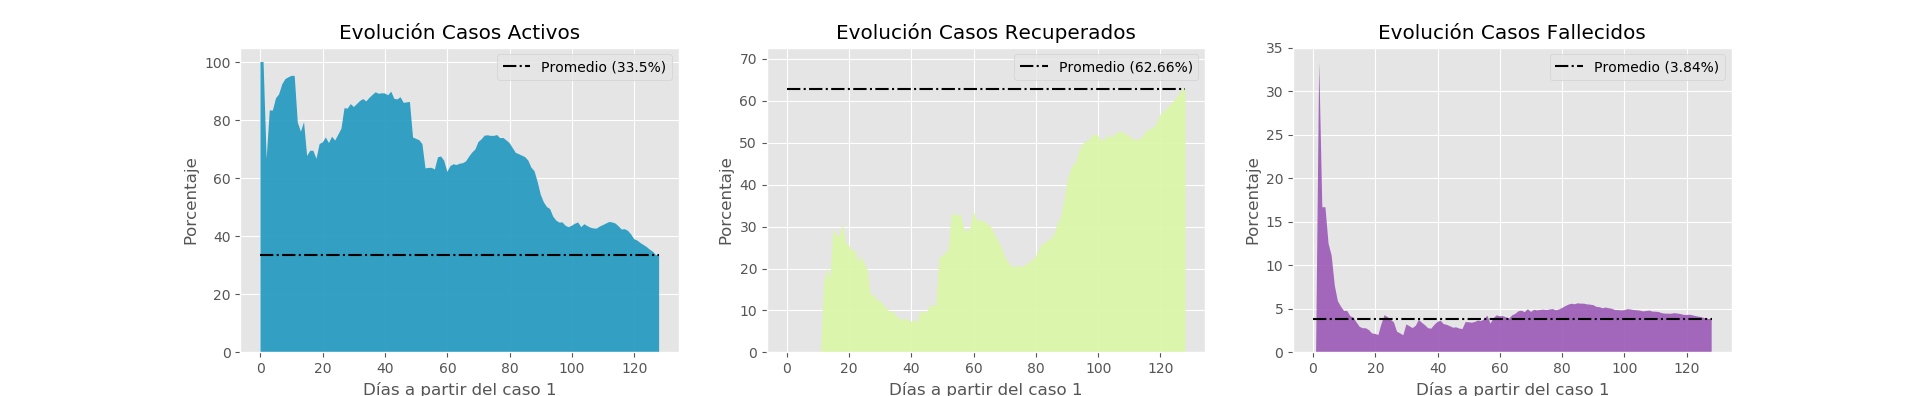 Evolución Casos Activos
Promedio (33.5%)
100
80
60
40
20
0
Porcentaje
0 20 40 60 80 100 120
Días a partir del caso 1
Evolución Casos Recuperados
Promedio (62.66%)
70
60
50
40
30
20
10
0
Porcentaje
0 20 40 60 80 100 120
Días a partir del caso 1
Evolución Casos Fallecidos
Promedio (3.84%)
35
30
25
20
15
10
5
0
Porcentaje
0 20 40 60 80 100 120
Días a partir del caso 1